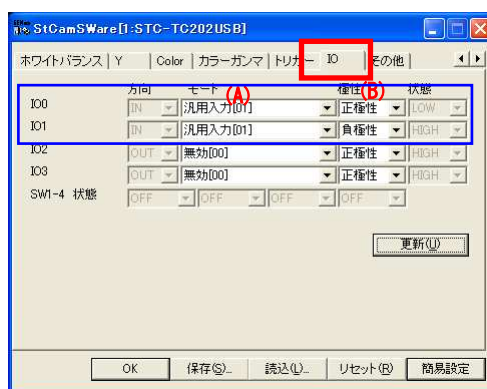 StCamSWare[1:STC-TC202USB]
ホワイトバランス Y Color カラーガンマ トリガー IO その他
方向 モード (A) 極性(B) 状態
IO0 IN 汎用入力[01] 正極性 LOW
IO1 IN 汎用入力[01] 負極性 HIGH
IO2 OUT 無効[00] 正極性 HIGH
IO3 OUT 無効[00] 正極性 HIGH
SW1-4 状態 OFF OFF OFF OFF
更新(U)
OK 保存(S)... 読込(L)... リセット(R) 簡易設定